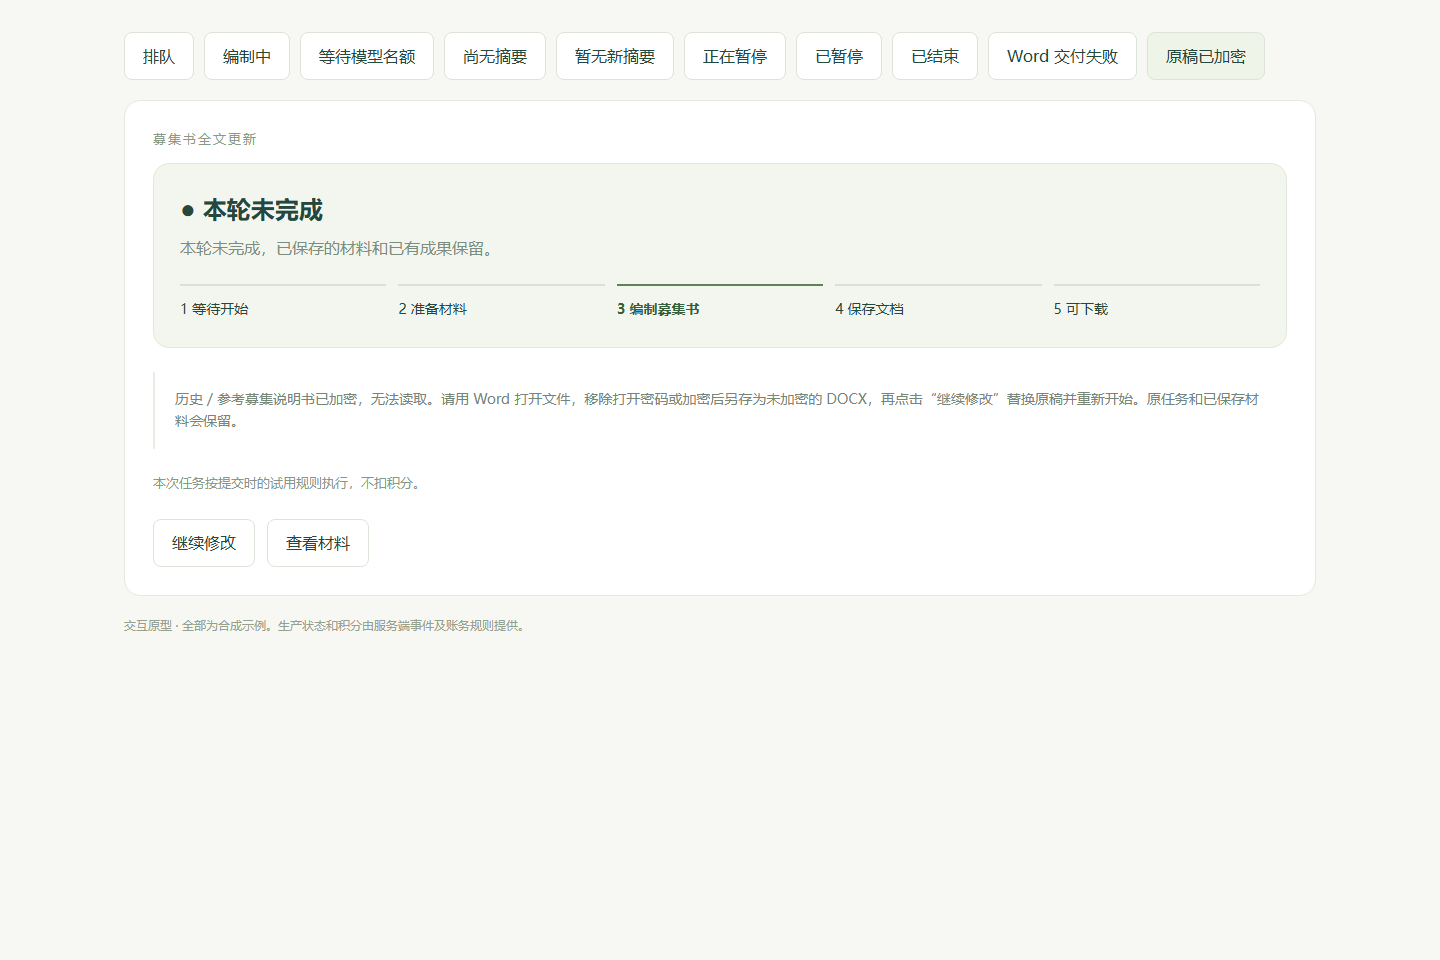 排队 编制中 等待模型名额 尚无摘要 暂无新摘要 正在暂停 已暂停 已结束 Word 交付失败 原稿已加密
募集书全文更新
● 本轮未完成
本轮未完成，已保存的材料和已有成果保留。
1 等待开始 2 准备材料 3 编制募集书 4 保存文档 5 可下载
历史 / 参考募集说明书已加密，无法读取。请用 Word 打开文件，移除打开密码或加密后另存为未加密的 DOCX，再点击“继续修改”替换原稿并重新开始。原任务和已保存材
料会保留。
本次任务按提交时的试用规则执行，不扣积分。
继续修改 查看材料
交互原型 · 全部为合成示例。生产状态和积分由服务端事件及账务规则提供。